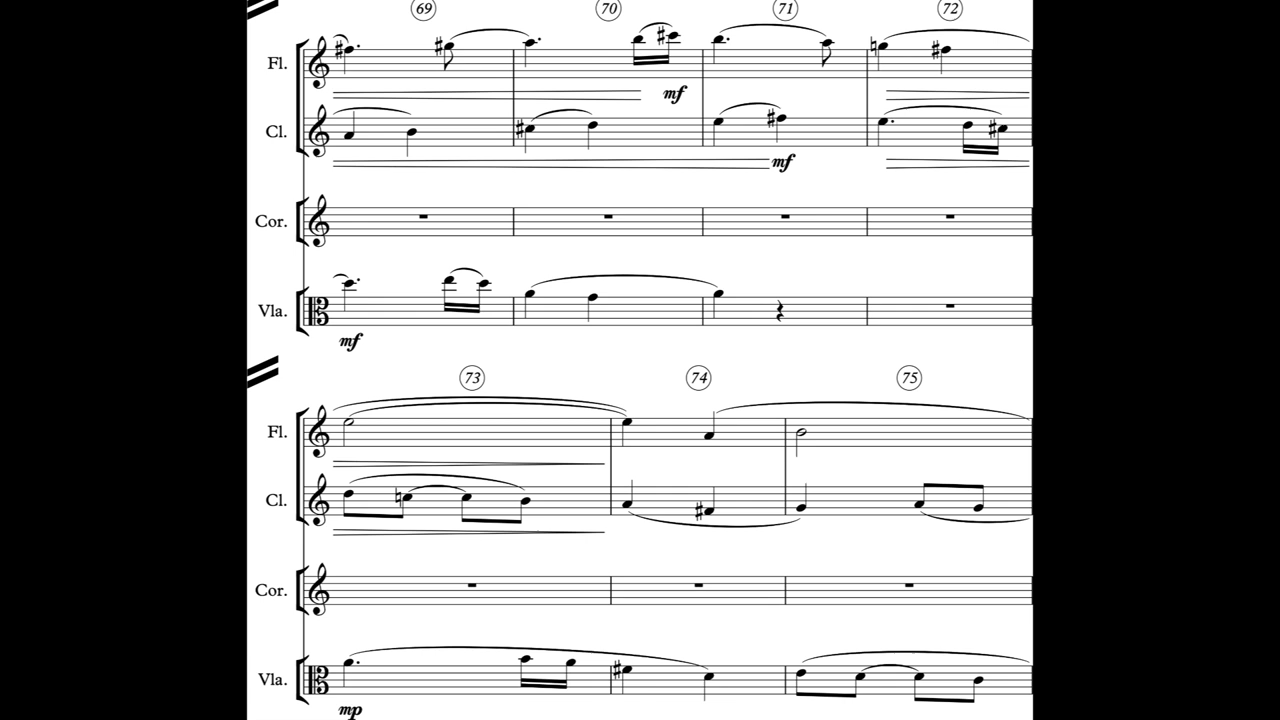 69 70 71 72
Fl.
mf
Cl.
mf
Cor.
Vla.
mf
73 74 75
Fl.
Cl.
Cor.
Vla.
mp